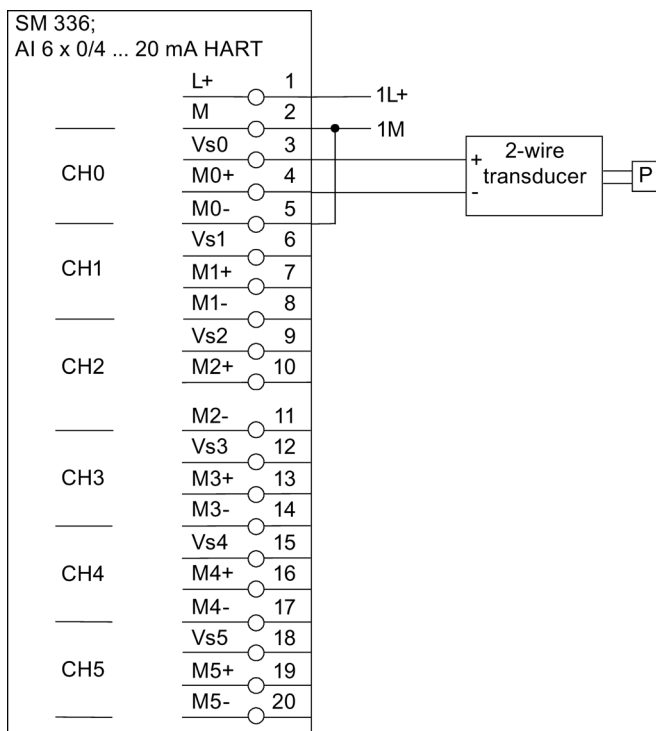 SM 336;
AI 6 x 0/4 ... 20 mA HART
L+ 1
1L+
M 2
1M
Vs0 3
CH0
M0+ 4
M0- 5
2-wire
transducer
+
-
P
Vs1 6
CH1
M1+ 7
M1- 8
Vs2 9
CH2
M2+ 10
M2- 11
Vs3 12
CH3
M3+ 13
M3- 14
Vs4 15
CH4
M4+ 16
M4- 17
Vs5 18
CH5
M5+ 19
M5- 20